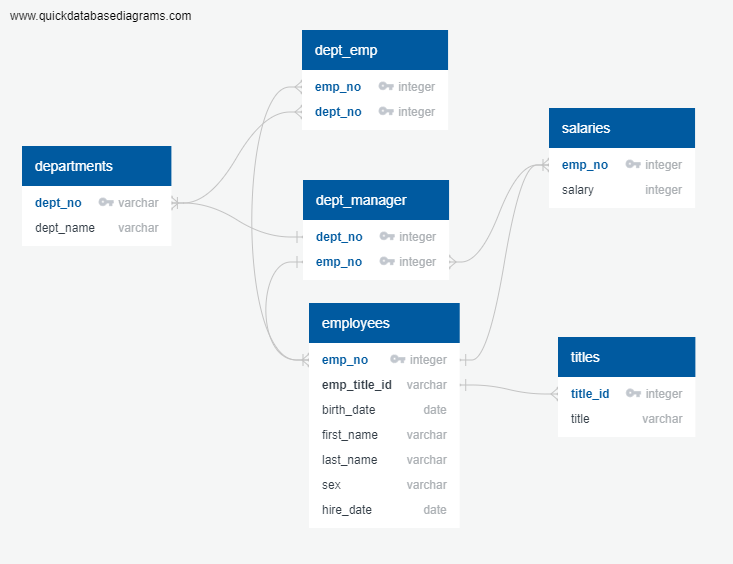 www.quickdatabasediagrams.com
dept_emp
emp_no integer
dept_no integer
departments
dept_no varchar
dept_name varchar
dept_manager
dept_no integer
emp_no integer
salaries
emp_no integer
salary integer
employees
emp_no integer
emp_title_id varchar
birth_date date
first_name varchar
last_name varchar
sex varchar
hire_date date
titles
title_id integer
title varchar